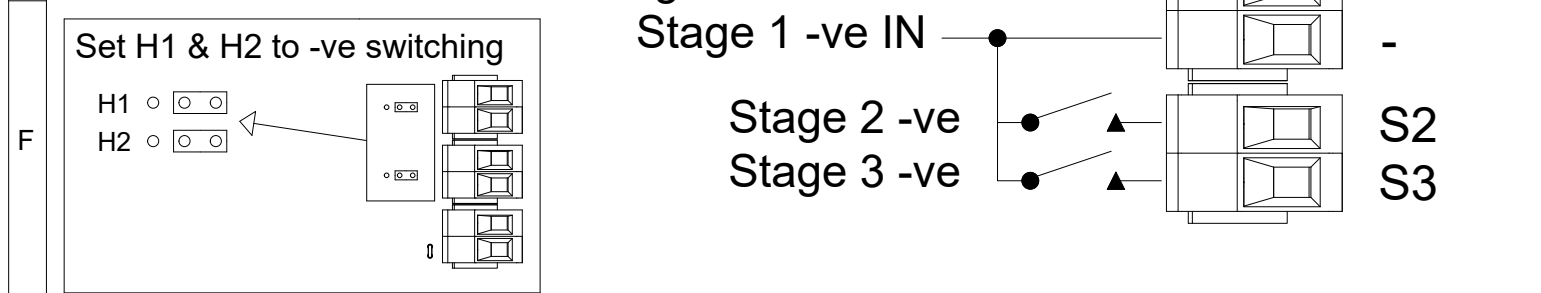 F
Set H1 & H2 to -ve switching
H1
H2
Stage 1 -ve IN
-
Stage 2 -ve
S2
Stage 3 -ve
S3